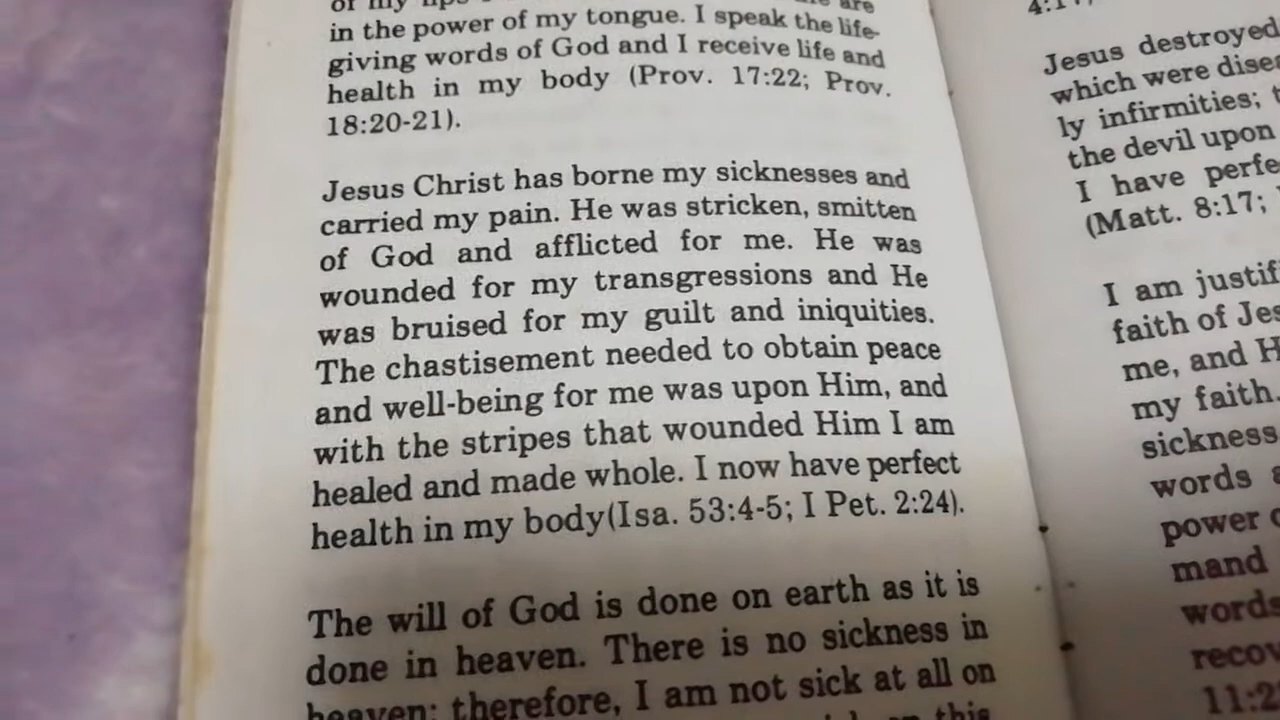 of my
in the power of my tongue. I speak the life-
giving words of God and I receive life and
health in my body (Prov. 17:22; Prov.
18:20-21).
Jesus Christ has borne my sicknesses and
carried my pain. He was stricken, smitten
of God and afflicted for me. He was
wounded for my transgressions and He
was bruised for my guilt and iniquities.
The chastisement needed to obtain peace
and well-being for me was upon Him, and
with the stripes that wounded Him I am
healed and made whole. I now have perfect
health in my body(Isa. 53:4-5; I Pet. 2:24).
The will of God is done on earth as it is
done in heaven. There is no sickness in
heaven; therefore, I am not sick at all on
this
Jesus destroyed
which were
ly infirmities;
the devil upon
I have
(Matt. 8:17;
I am
faith of
me, and
my faith.
sickness
words
power
mand
words
11:2